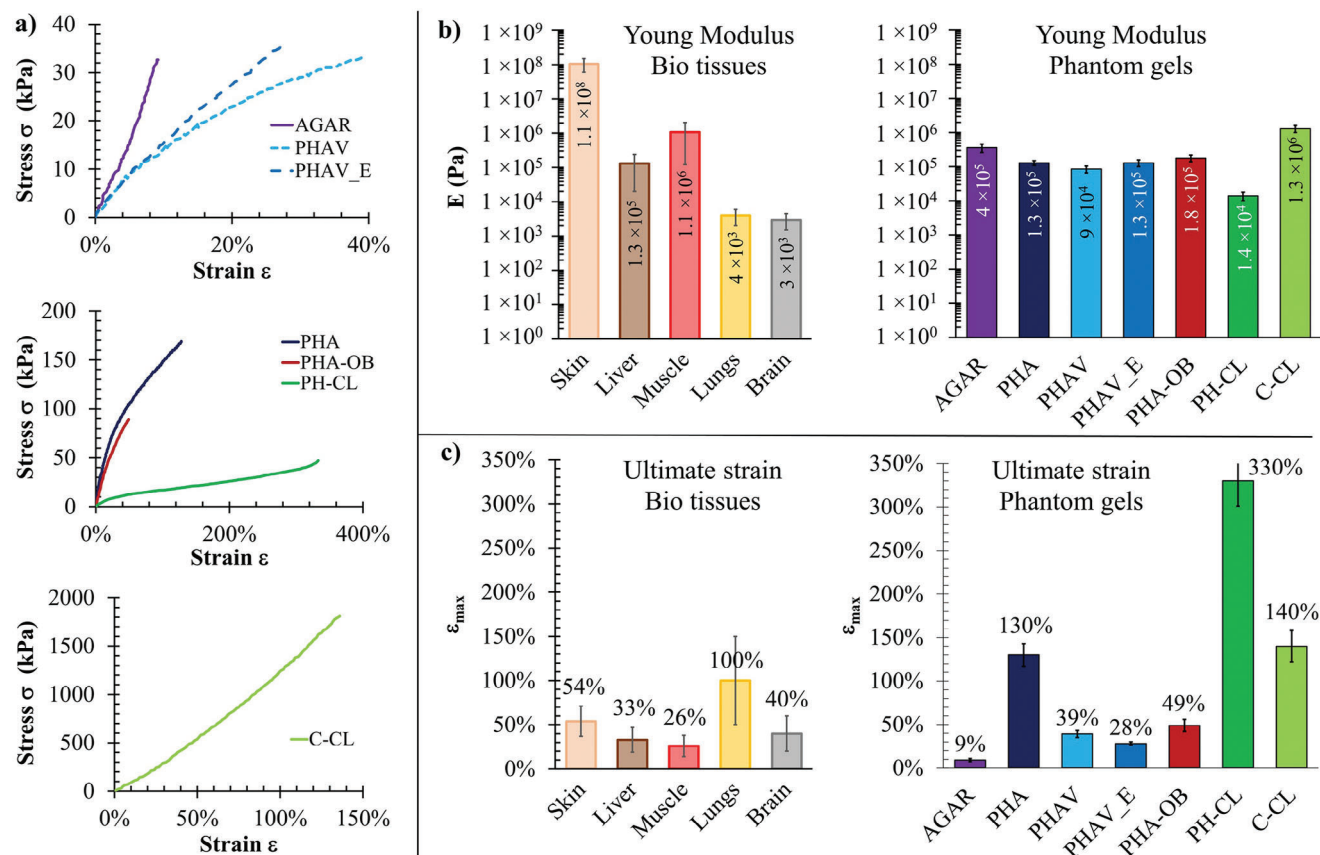 a)
Stress σ (kPa)
40
30
20
10
0
AGAR
PHAV
PHAV_E
0% 20% 40%
Strain ε
Stress σ (kPa)
200
150
100
50
0
PHA
PHA-OB
PH-CL
0% 200% 400%
Strain ε
Stress σ (kPa)
2000
1500
1000
500
0
C-CL
0% 50% 100% 150%
Strain ε
b)
Young Modulus
Bio tissues
E (Pa)
1 ×10⁹
1 ×10⁸
1 ×10⁷
1 ×10⁶
1 ×10⁵
1 ×10⁴
1 ×10³
1 ×10²
1 ×10¹
1 ×10⁰
1.1 ×10⁸
1.3 ×10⁵
1.1 ×10⁶
4 ×10³
3 ×10³
Skin Liver Muscle Lungs Brain
Young Modulus
Phantom gels
1 ×10⁹
1 ×10⁸
1 ×10⁷
1 ×10⁶
1 ×10⁵
1 ×10⁴
1 ×10³
1 ×10²
1 ×10¹
1 ×10⁰
4 ×10⁵
1.3 ×10⁵
9 ×10⁴
1.3 ×10⁵
1.8 ×10⁵
1.4 ×10⁴
1.3 ×10⁶
AGAR PHA PHAV PHAV_E PHA-OB PH-CL C-CL
c)
Ultimate strain
Bio tissues
ε max
350%
300%
250%
200%
150%
100%
50%
0%
54%
33%
26%
100%
40%
Skin Liver Muscle Lungs Brain
Ultimate strain
Phantom gels
ε max
350%
300%
250%
200%
150%
100%
50%
0%
9%
130%
39%
28%
49%
330%
140%
AGAR PHA PHAV PHAV_E PHA-OB PH-CL C-CL